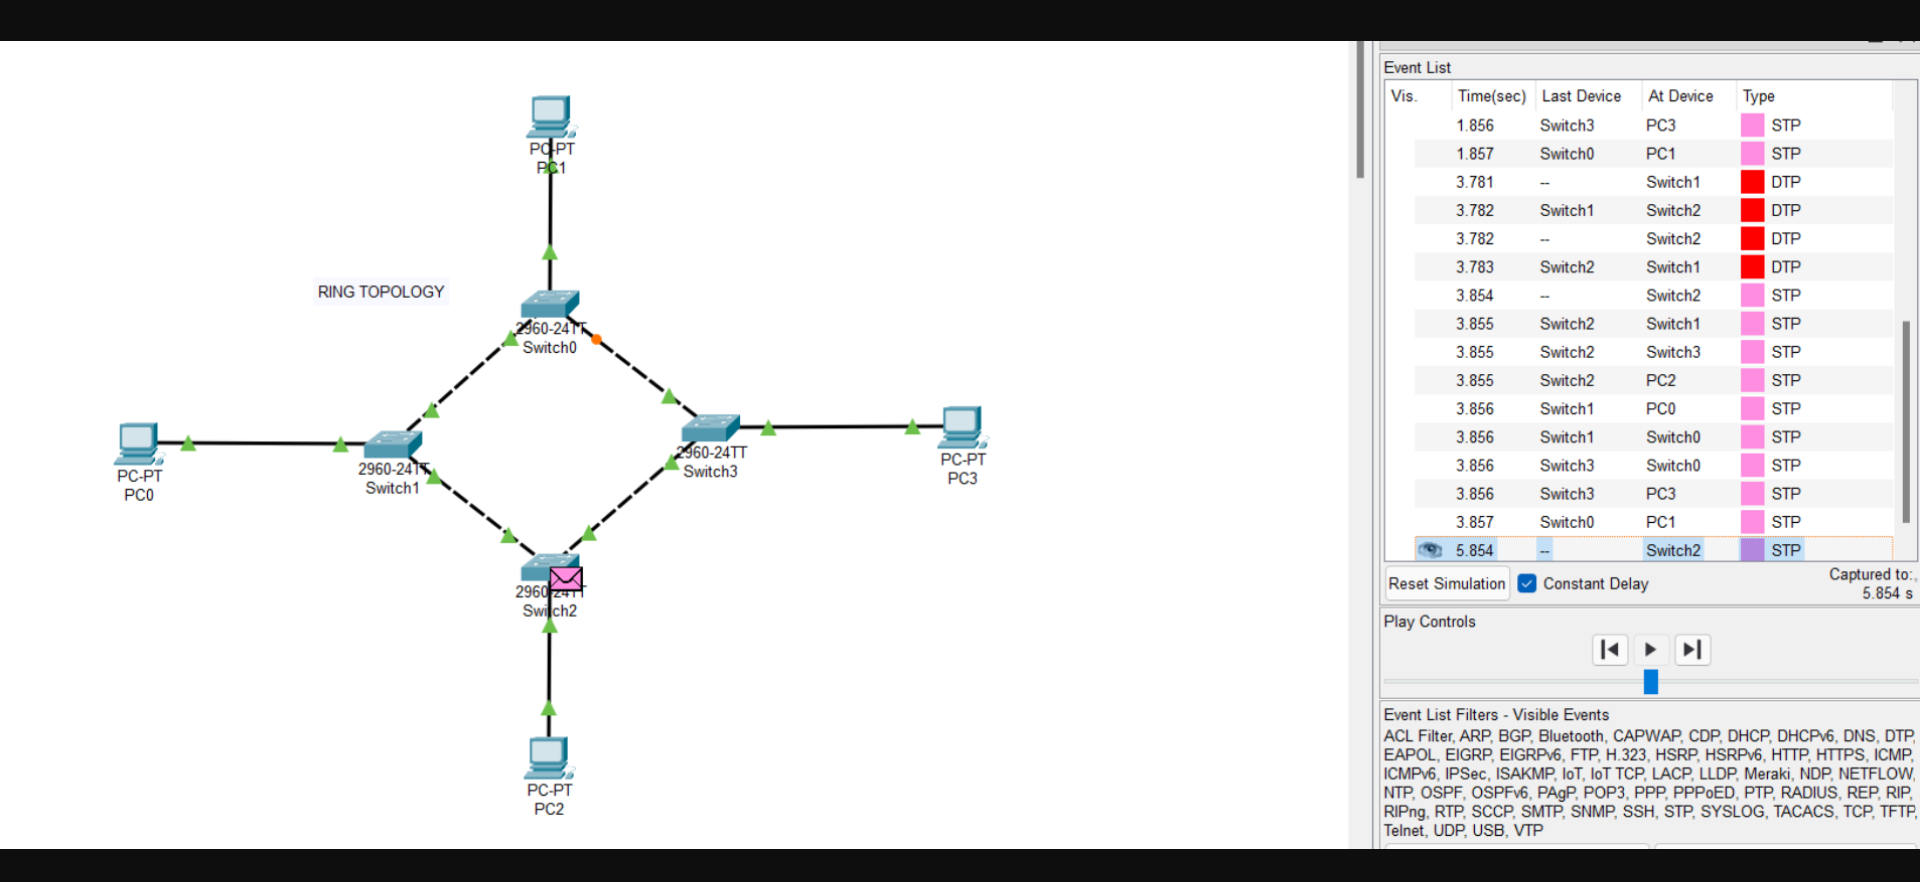 PC-PT
PC1
RING TOPOLOGY
2960-24TT
Switch0
2960-24TT
Switch1
2960-24TT
Switch3
PC-PT
PC0
PC-PT
PC3
2960-24TT
Switch2
PC-PT
PC2
Event List
Vis. Time(sec) Last Device At Device Type
1.856 Switch3 PC3 STP
1.857 Switch0 PC1 STP
3.781 -- Switch1 DTP
3.782 Switch1 Switch2 DTP
3.782 -- Switch2 DTP
3.783 Switch2 Switch1 DTP
3.854 -- Switch2 STP
3.855 Switch2 Switch1 STP
3.855 Switch2 Switch3 STP
3.855 Switch2 PC2 STP
3.856 Switch1 PC0 STP
3.856 Switch1 Switch0 STP
3.856 Switch3 Switch0 STP
3.856 Switch3 PC3 STP
3.857 Switch0 PC1 STP
5.854 -- Switch2 STP
Reset Simulation Constant Delay Captured to:
5.854 s
Play Controls
Event List Filters - Visible Events
ACL Filter, ARP, BGP, Bluetooth, CAPWAP, CDP, DHCP, DHCPv6, DNS, DTP,
EAPOL, EIGRP, EIGRPv6, FTP, H.323, HSRP, HSRPv6, HTTP, HTTPS, ICMP,
ICMPv6, IPSec, ISAKMP, IoT, IoT TCP, LACP, LLDP, Meraki, NDP, NETFLOW,
NTP, OSPF, OSPFv6, PAgP, POP3, PPP, PPPoED, PTP, RADIUS, REP, RIP,
RIPng, RTP, SCCP, SMTP, SNMP, SSH, STP, SYSLOG, TACACS, TCP, TFTP,
Telnet, UDP, USB, VTP